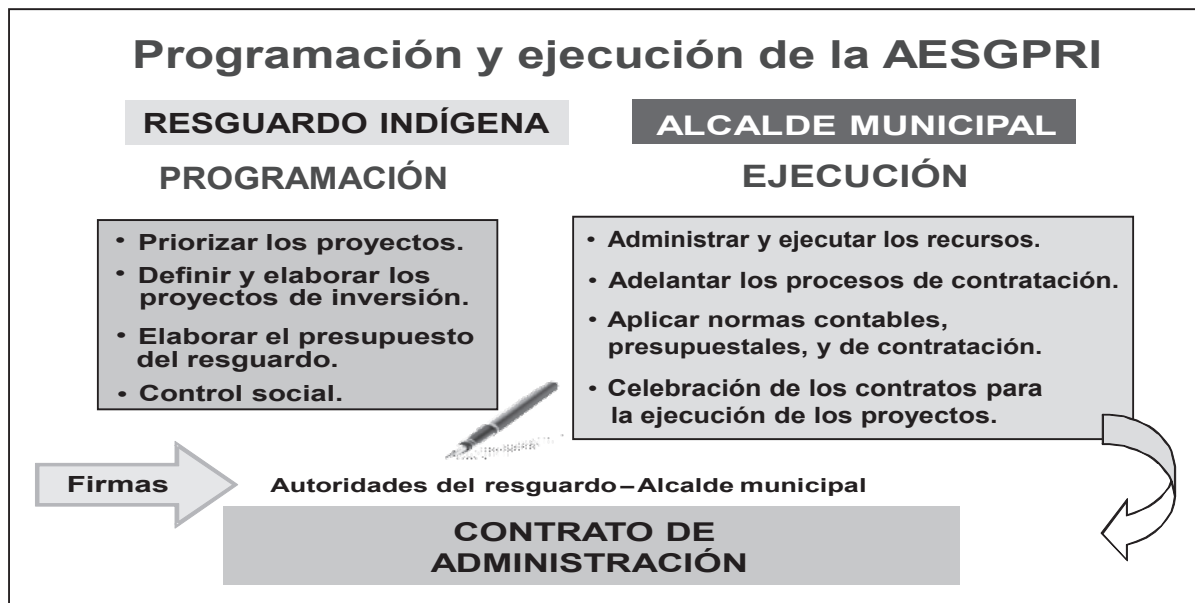 Programación y ejecución de la AESGPRI
RESGUARDO INDÍGENA
PROGRAMACIÓN
• Priorizar los proyectos.
• Definir y elaborar los
proyectos de inversión.
• Elaborar el presupuesto
del resguardo.
• Control social.
ALCALDE MUNICIPAL
EJECUCIÓN
• Administrar y ejecutar los recursos.
• Adelantar los procesos de contratación.
• Aplicar normas contables,
presupuestales, y de contratación.
• Celebración de los contratos para
la ejecución de los proyectos.
Firmas
Autoridades del resguardo–Alcalde municipal
CONTRATO DE
ADMINISTRACIÓN